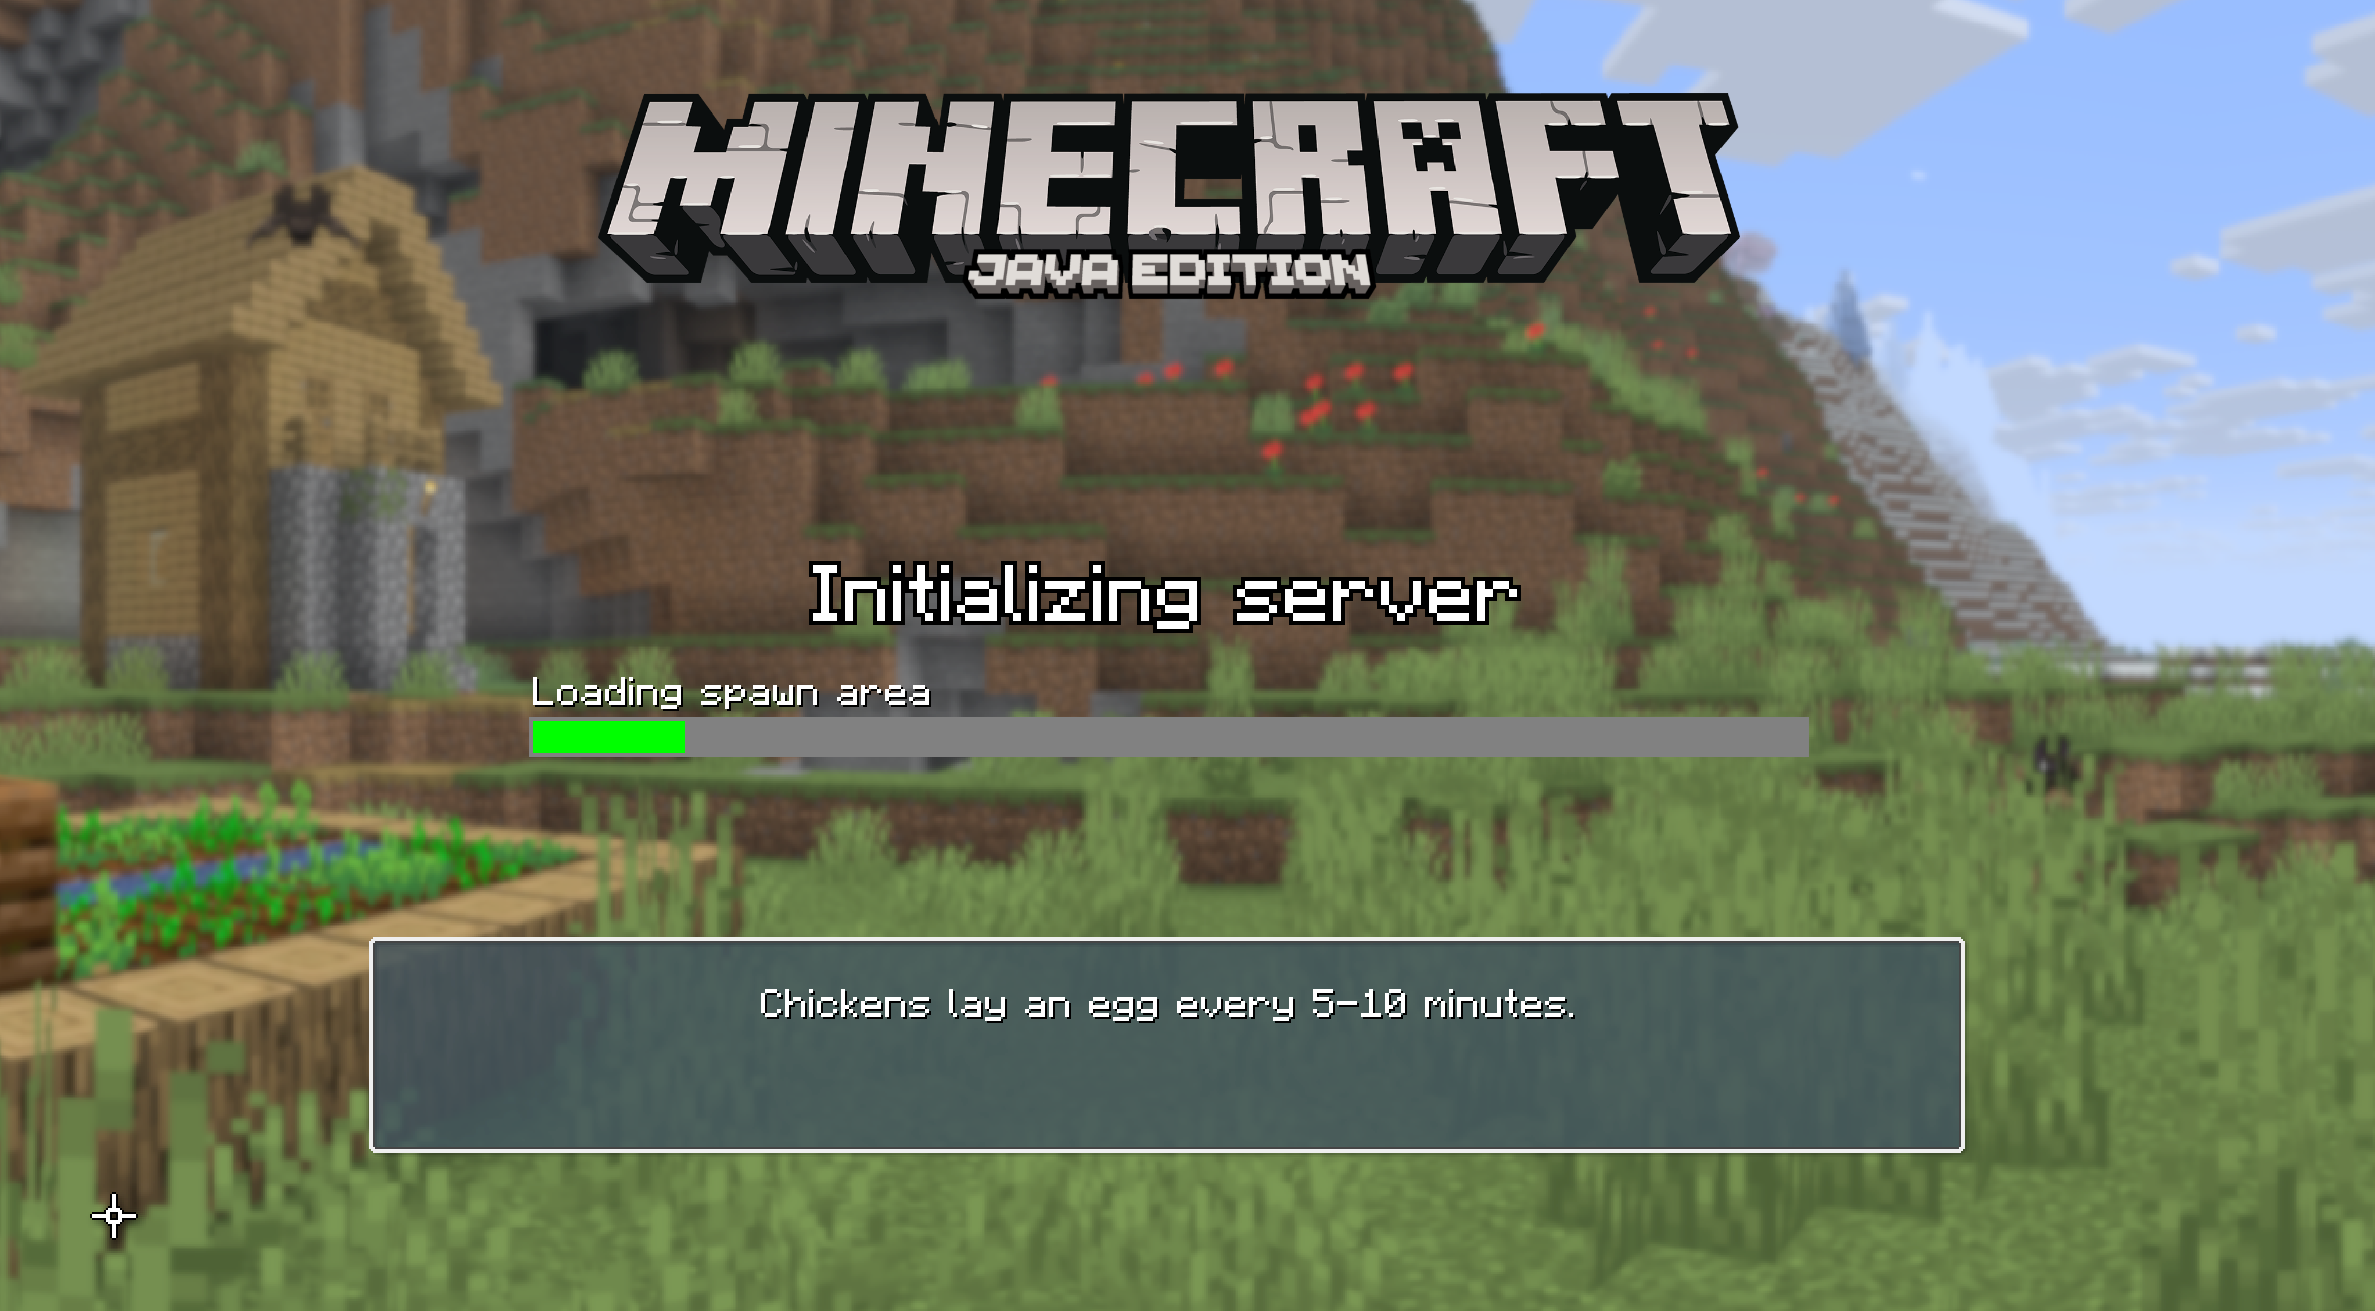 MINECRAFT
JAVA EDITION
Initializing server
Loading spawn area
Chickens lay an egg every 5-10 minutes.